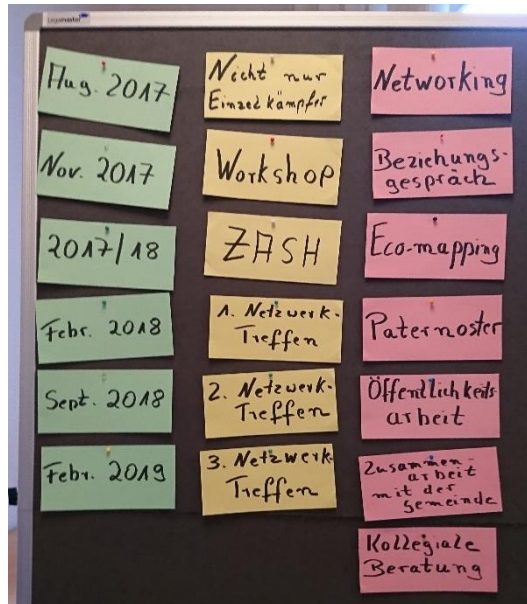 Legamaster
Aug. 2017
Nicht nur
Einzelkämpfer
Networking
Nov. 2017
Workshop
Beziehungs-
gespräch
2017/18
ZASH
Eco-mapping
Febr. 2018
1. Netzwerk-
Treffen
Paternoster
Sept. 2018
2. Netzwerk-
Treffen
Öffentlichkeits-
arbeit
Febr. 2019
3. Netzwerk-
Treffen
Zusammen-
arbeit
mit der
Gemeinde
Kollegiale
Beratung